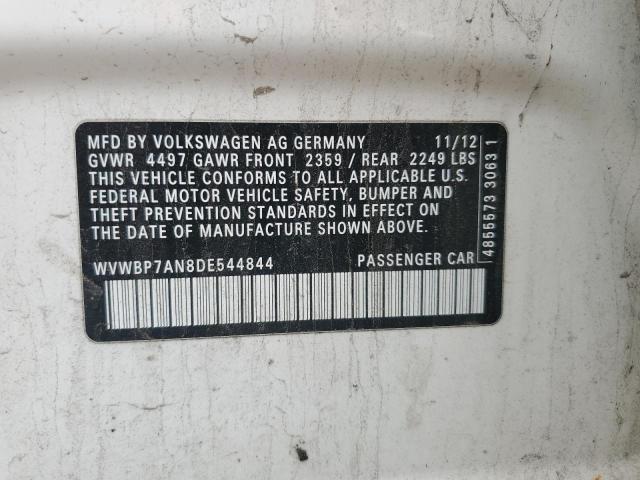 MFD BY VOLKSWAGEN AG GERMANY 11/12
GVWR 4497 GAWR FRONT 2359 / REAR 2249 LBS
THIS VEHICLE CONFORMS TO ALL APPLICABLE U.S.
FEDERAL MOTOR VEHICLE SAFETY, BUMPER AND
THEFT PREVENTION STANDARDS IN EFFECT ON
THE DATE OF MANUFACTURE SHOWN ABOVE.
WVWBP7AN8DE544844 PASSENGER CAR
4855573 3063 1